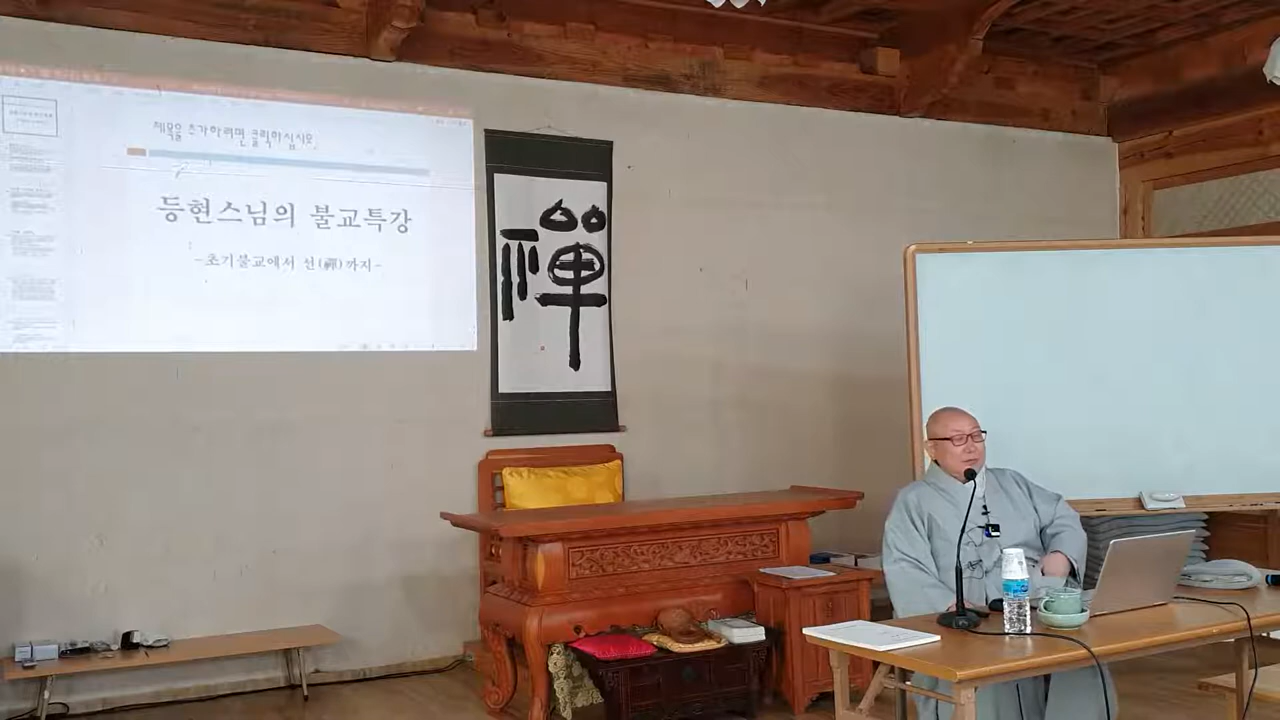 제목을 추가하려면 클릭하십시오.
등현스님의 불교특강
-초기불교에서 선(禪)까지-
禪